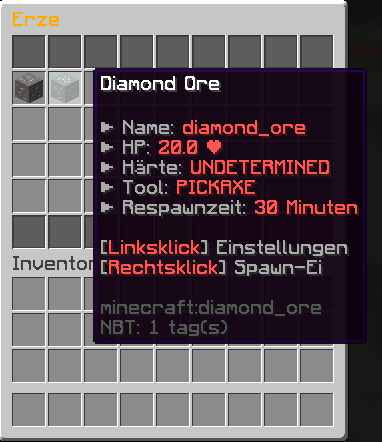 Erze
Diamond Ore
► Name: diamond_ore
► HP: 20.0 ❤
► Härte: UNDETERMINED
► Tool: PICKAXE
► Respawnzeit: 30 Minuten
[Linksklick] Einstellungen
[Rechtsklick] Spawn-Ei
minecraft:diamond_ore
NBT: 1 tag(s)
Inventor